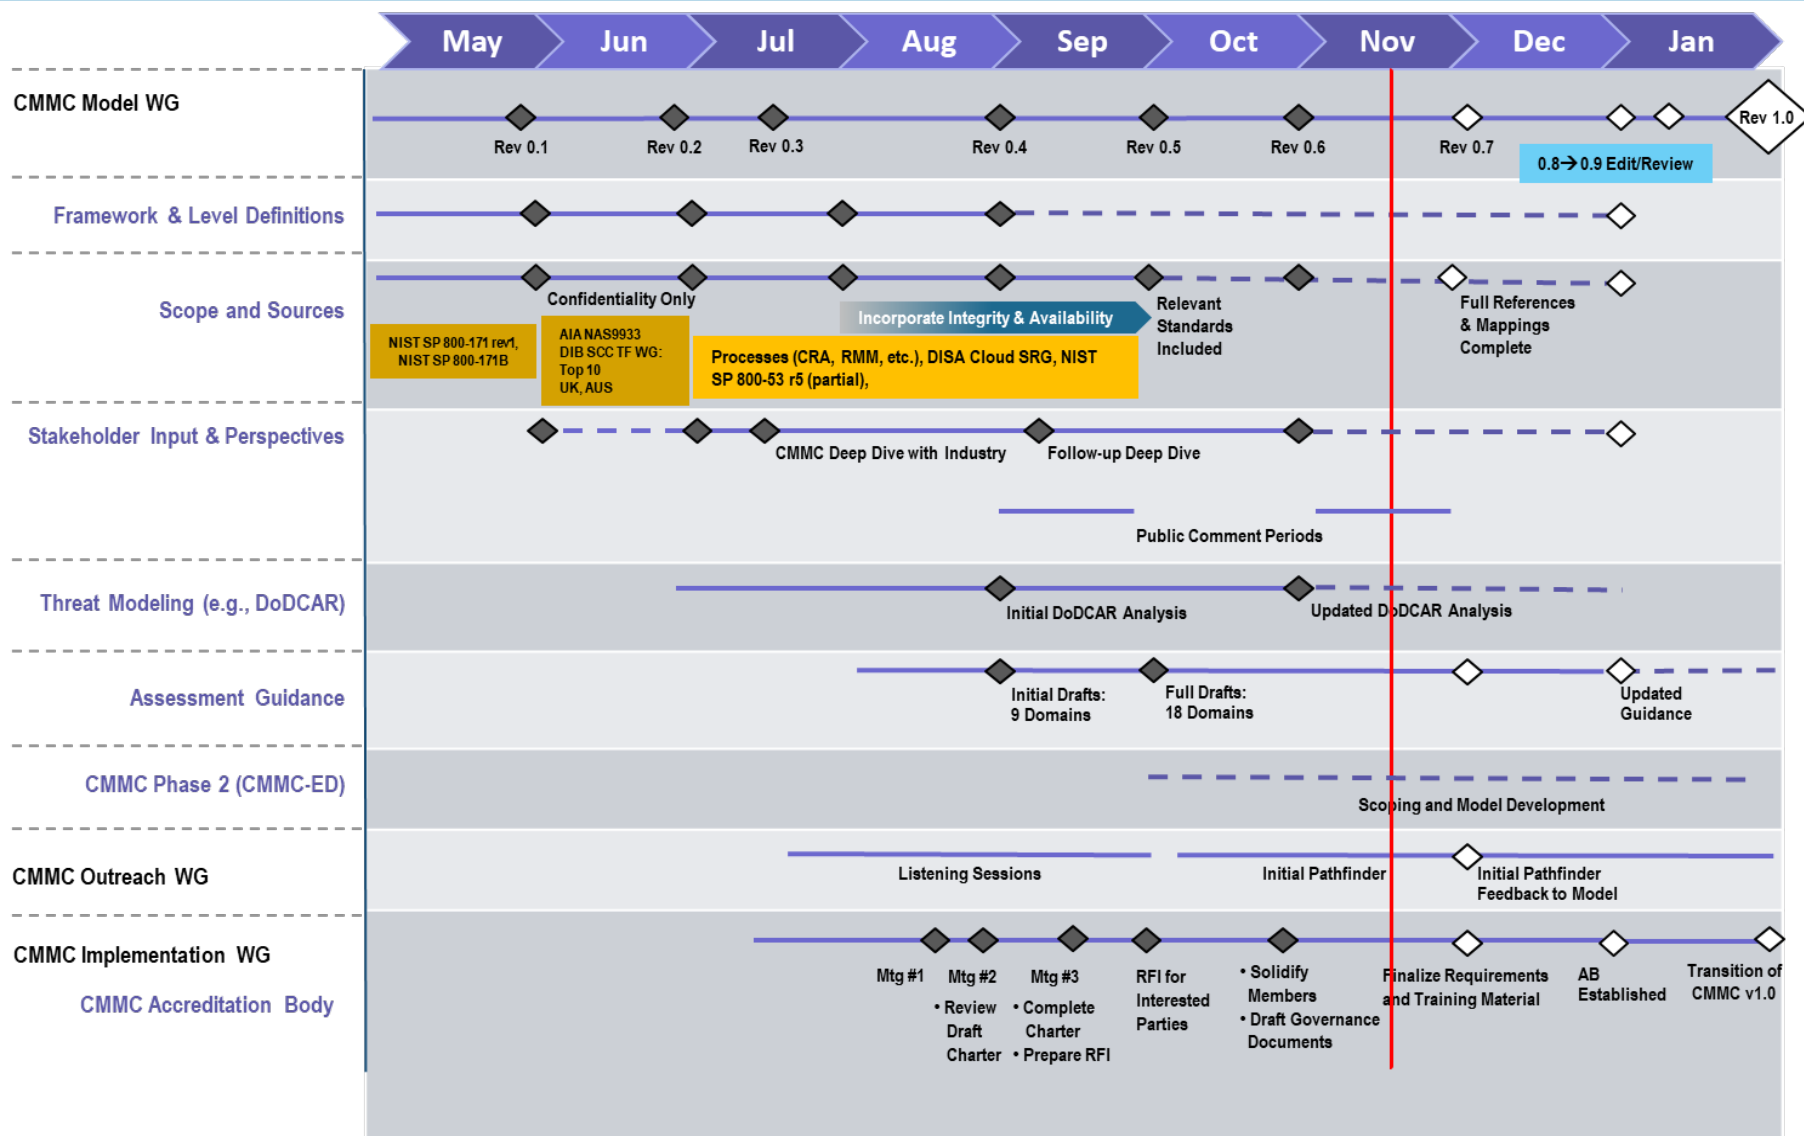 May Jun Jul Aug Sep Oct Nov Dec Jan
CMMC Model WG
Rev 0.1 Rev 0.2 Rev 0.3 Rev 0.4 Rev 0.5 Rev 0.6 Rev 0.7 Rev 1.0
0.8→0.9 Edit/Review
Framework & Level Definitions
Scope and Sources
Confidentiality Only
NIST SP 800-171 rev1,
NIST SP 800-171B
AIA NAS9933
DIB SCC TF WG:
Top 10
UK, AUS
Incorporate Integrity & Availability
Processes (CRA, RMM, etc.), DISA Cloud SRG, NIST
SP 800-53 r5 (partial),
Relevant
Standards
Included
Full References
& Mappings
Complete
Stakeholder Input & Perspectives
CMMC Deep Dive with Industry
Follow-up Deep Dive
Public Comment Periods
Threat Modeling (e.g., DoDCAR)
Initial DoDCAR Analysis
Updated DoDCAR Analysis
Assessment Guidance
Initial Drafts:
9 Domains
Full Drafts:
18 Domains
Updated
Guidance
CMMC Phase 2 (CMMC-ED)
Scoping and Model Development
CMMC Outreach WG
Listening Sessions
Initial Pathfinder
Initial Pathfinder
Feedback to Model
CMMC Implementation WG
CMMC Accreditation Body
Mtg #1
Mtg #2
• Review
Draft
Charter
Mtg #3
• Complete
Charter
• Prepare RFI
RFI for
Interested
Parties
• Solidify
Members
• Draft Governance
Documents
Finalize Requirements
and Training Material
AB
Established
Transition of
CMMC v1.0